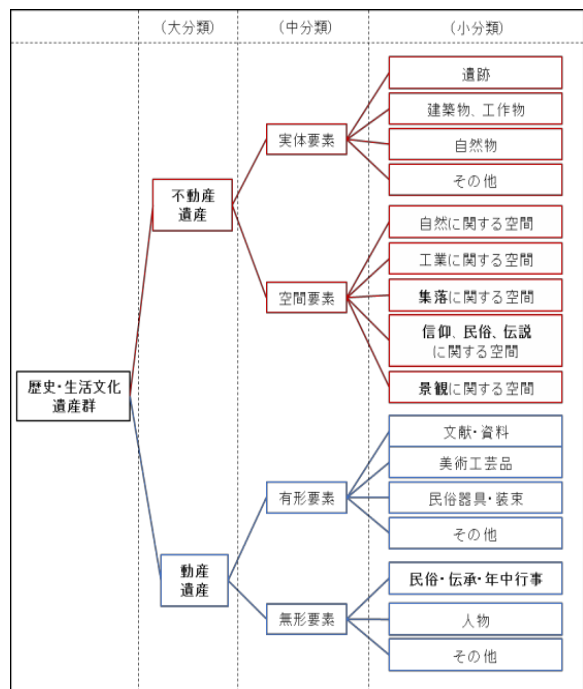 (大分類)
(中分類)
(小分類)
歴史・生活文化
遺産群
不動産
遺産
実体要素
遺跡
建築物、工作物
自然物
その他
空間要素
自然に関する空間
工業に関する空間
集落に関する空間
信仰、民俗、伝説
に関する空間
景観に関する空間
動産
遺産
有形要素
文献・資料
美術工芸品
民俗器具・装束
その他
無形要素
民俗・伝承・年中行事
人物
その他